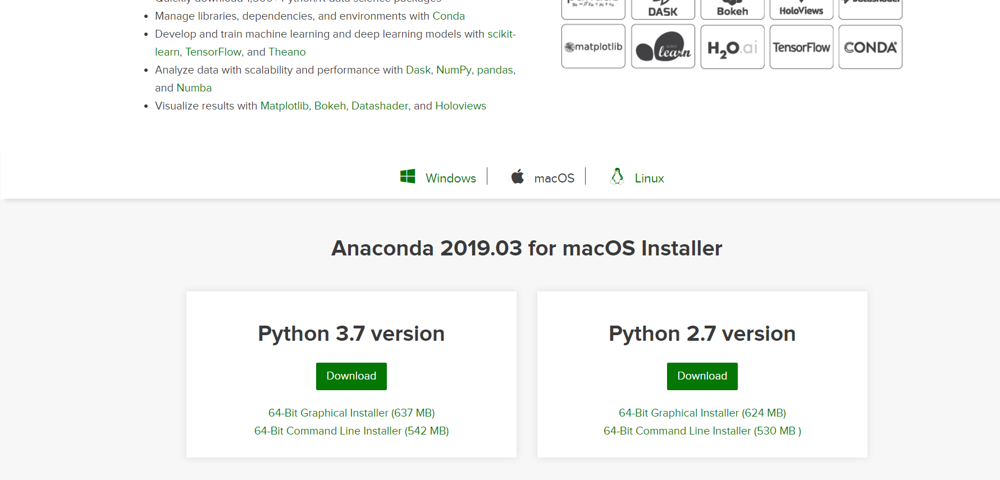 Quickly download 1,500+ Python/R data science packages
Manage libraries, dependencies, and environments with Conda
Develop and train machine learning and deep learning models with scikit-
learn, TensorFlow, and Theano
Analyze data with scalability and performance with Dask, NumPy, pandas,
and Numba
Visualize results with Matplotlib, Bokeh, Datashader, and Holoviews
DASK
Bokeh
HoloViews
Datashader
matplotlib
scikit
learn
H2O.ai
TensorFlow
CONDA
Windows
macOS
Linux
Anaconda 2019.03 for macOS Installer
Python 3.7 version
Download
64-Bit Graphical Installer (637 MB)
64-Bit Command Line Installer (542 MB)
Python 2.7 version
Download
64-Bit Graphical Installer (624 MB)
64-Bit Command Line Installer (530 MB )